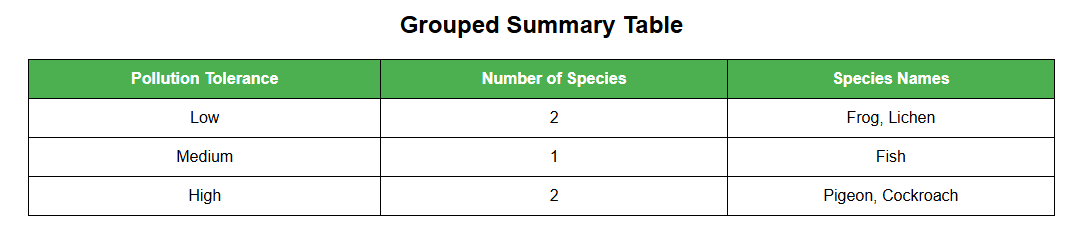 Grouped Summary Table
Pollution Tolerance Number of Species Species Names
Low 2 Frog, Lichen
Medium 1 Fish
High 2 Pigeon, Cockroach